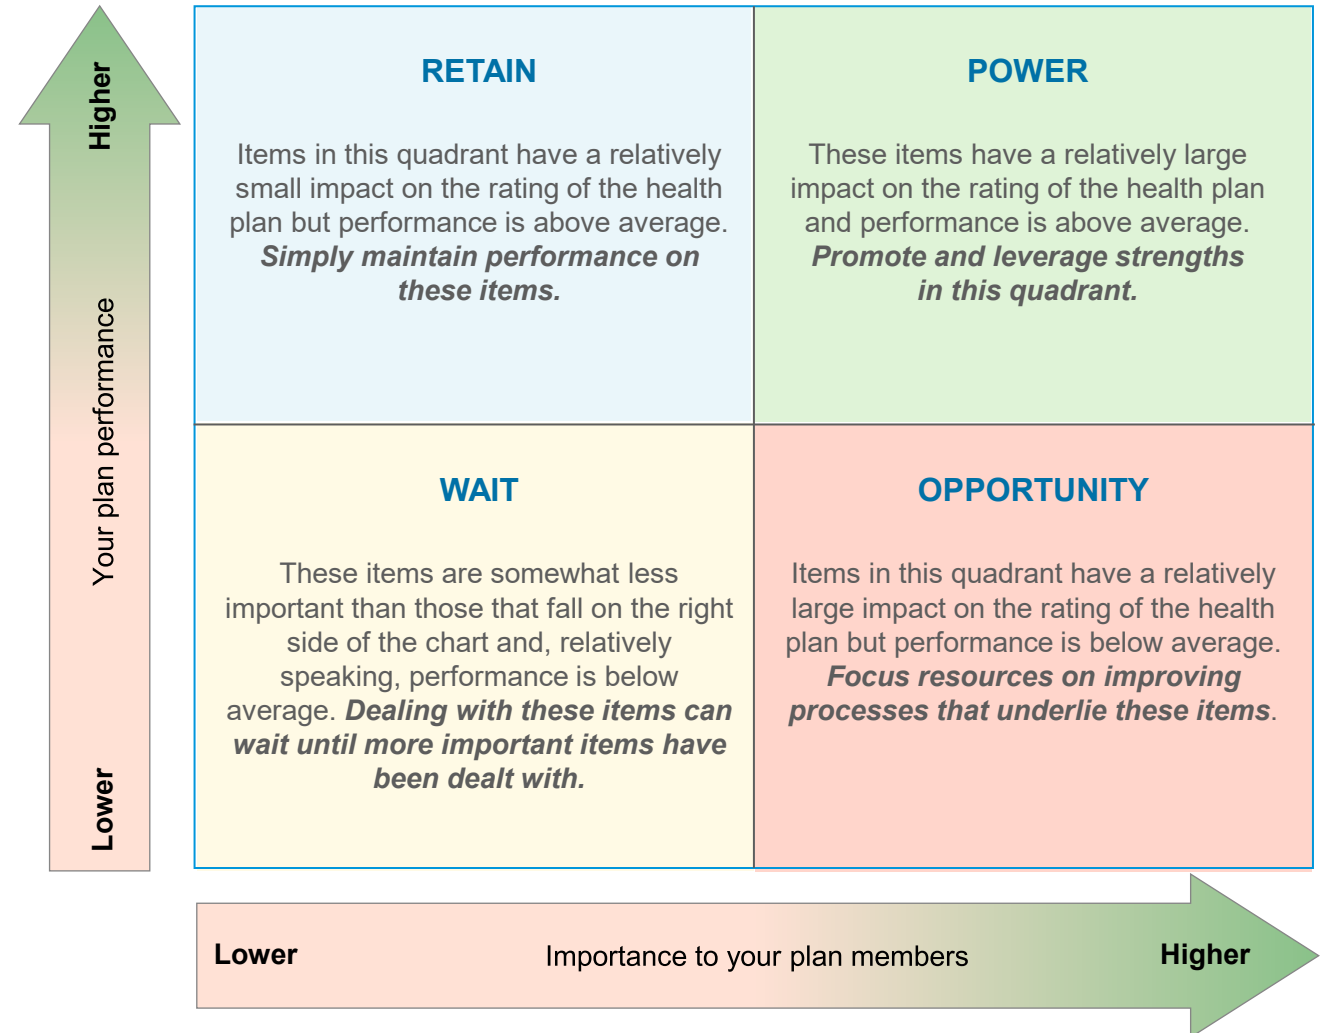 Higher
Your plan performance
Lower
RETAIN
Items in this quadrant have a relatively
small impact on the rating of the health
plan but performance is above average.
Simply maintain performance on
these items.
POWER
These items have a relatively large
impact on the rating of the health plan
and performance is above average.
Promote and leverage strengths
in this quadrant.
WAIT
These items are somewhat less
important than those that fall on the right
side of the chart and, relatively
speaking, performance is below
average. Dealing with these items can
wait until more important items have
been dealt with.
OPPORTUNITY
Items in this quadrant have a relatively
large impact on the rating of the health
plan but performance is below average.
Focus resources on improving
processes that underlie these items.
Lower
Importance to your plan members
Higher